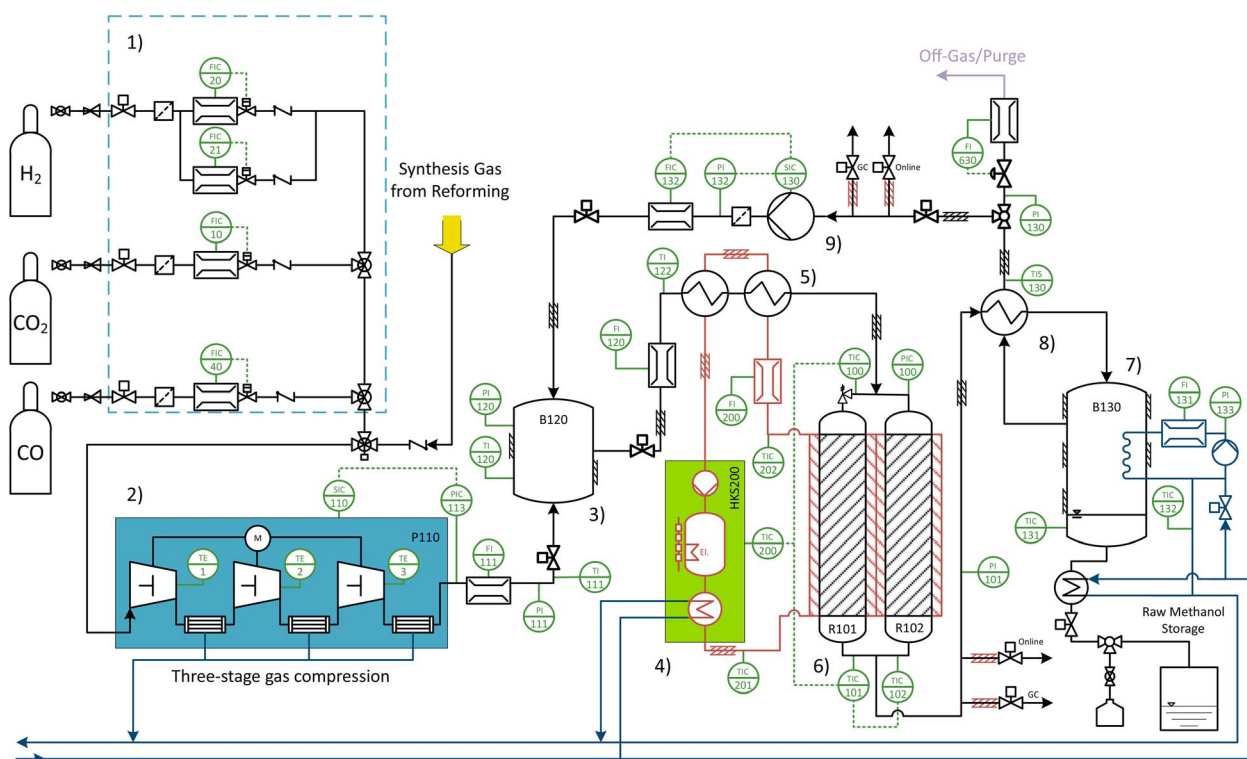 1)
FIC
20
FIC
21
H2
FIC
10
CO2
FIC
40
CO
Synthesis Gas
from Reforming
Off-Gas/Purge
FI
630
PI
130
GC
Online
FIC
132
PI
132
SIC
130
9)
TI
122
5)
TIS
130
8)
7)
FI
120
TIC
100
PIC
100
FI
200
TIC
202
PI
120
TI
120
B120
3)
B130
FI
131
PI
133
TIC
132
TIC
131
2)
SIC
110
PIC
113
P110
M
TE
1
TE
2
TE
3
FI
111
PI
111
TI
111
Three-stage gas compression
HKS200
El.
TIC
200
4)
TIC
201
R101
R102
6)
TIC
101
TIC
102
PI
101
Online
GC
Raw Methanol
Storage